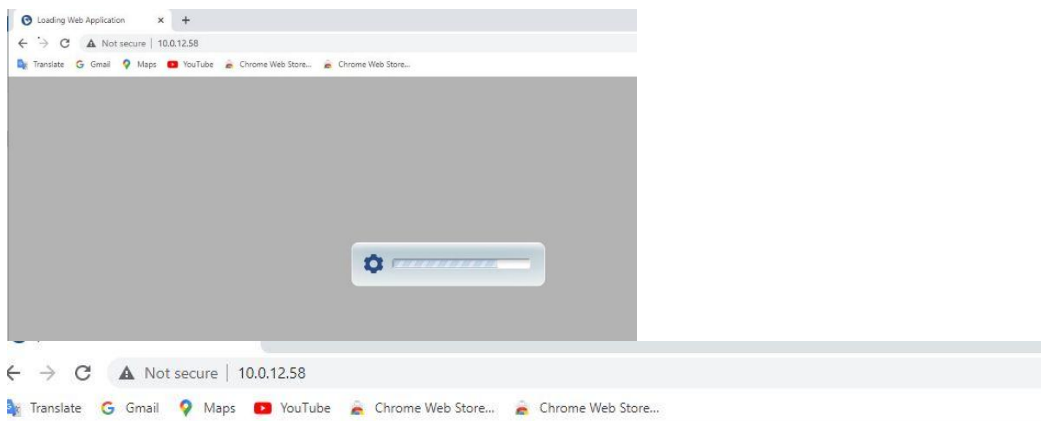 Loading Web Application
Not secure | 10.0.12.58
Translate Gmail Maps YouTube Chrome Web Store... Chrome Web Store...
Not secure | 10.0.12.58
Translate Gmail Maps YouTube Chrome Web Store... Chrome Web Store...